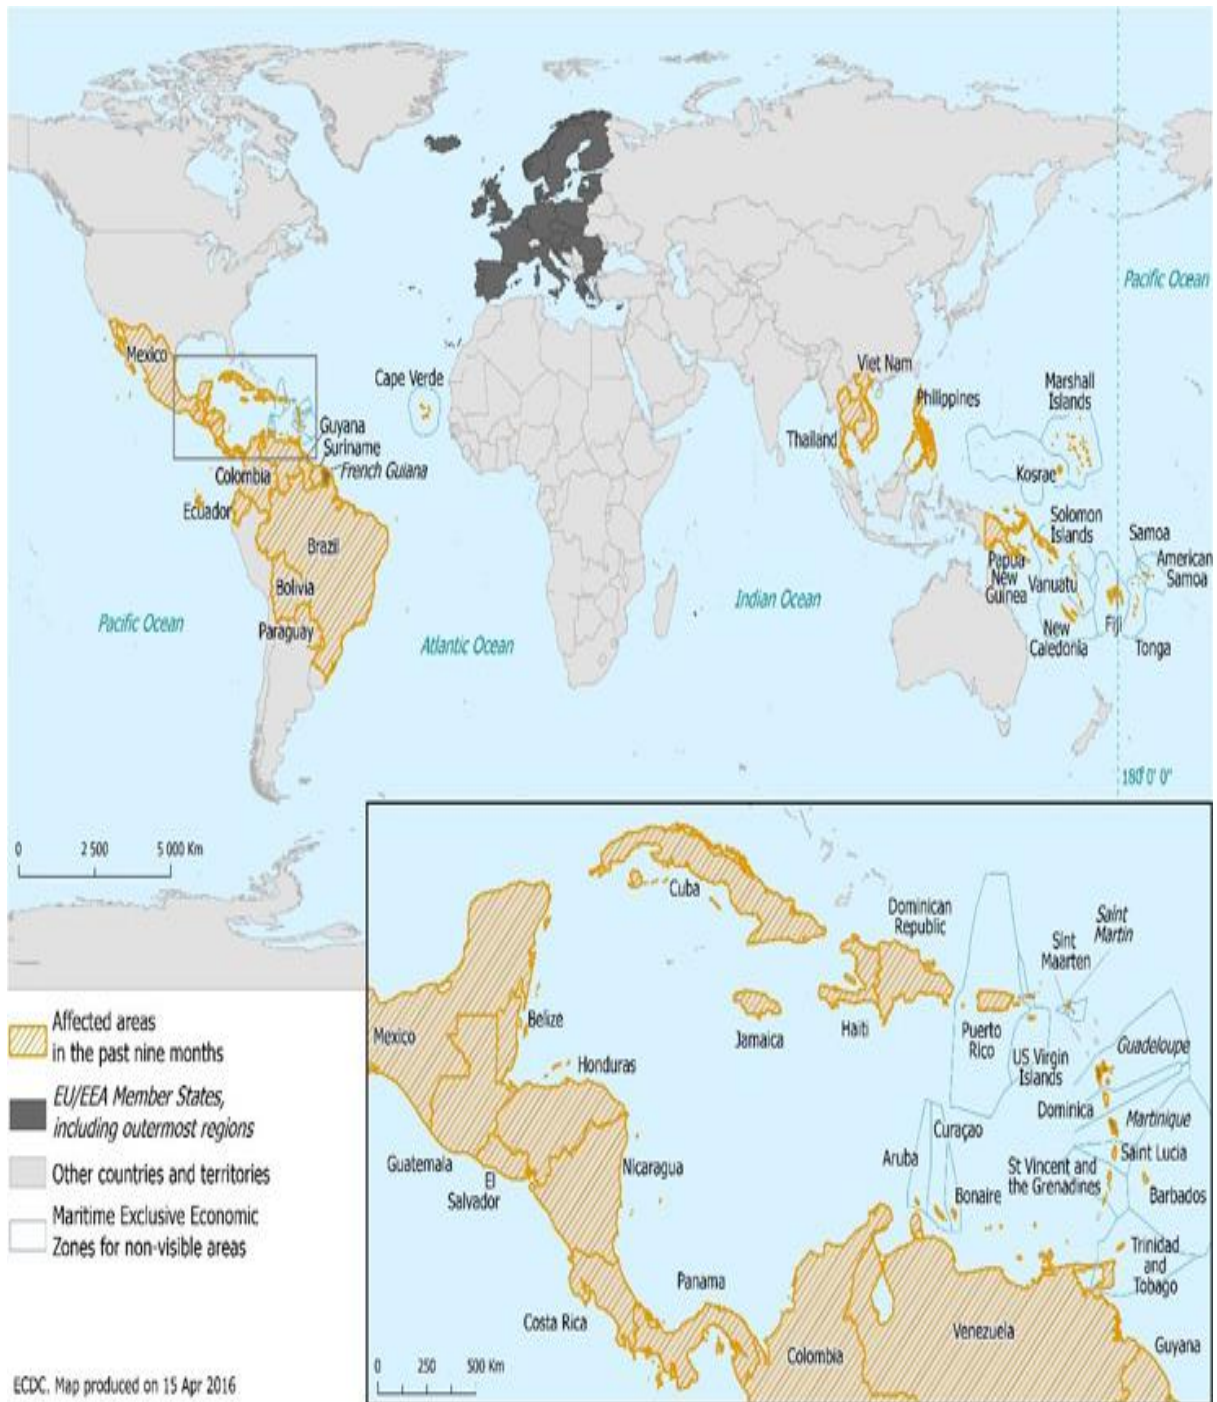 Pacific Ocean
Mexico
Cape Verde
Viet Nam
Philippines
Marshall
Islands
Guyana
Suriname
French Guiana
Thailand
Colombia
Kosrae
Ecuador
Solomon
Islands
Samoa
American
Samoa
Brazil
Papua
New
Guinea
Vanuatu
Bolivia
Indian Ocean
Pacific Ocean
Paraguay
Atlantic Ocean
New
Caledonia
Fiji
Tonga
180° 0' 0"
0 2 500 5 000 Km
Cuba
Dominican
Republic
Saint
Martin
Sint
Maarten
Mexico
Belize
Jamaica
Haiti
Puerto
Rico
US Virgin
Islands
Guadeloupe
Honduras
Dominica
Martinique
Curaçao
Guatemala
El
Salvador
Nicaragua
Aruba
Bonaire
St Vincent and
the Grenadines
Saint Lucia
Barbados
Trinidad
and
Tobago
Panama
Costa Rica
Colombia
Venezuela
Guyana
0 250 500 Km
Affected areas
in the past nine months
EU/EEA Member States,
including outermost regions
Other countries and territories
Maritime Exclusive Economic
Zones for non-visible areas
ECDC. Map produced on 15 Apr 2016